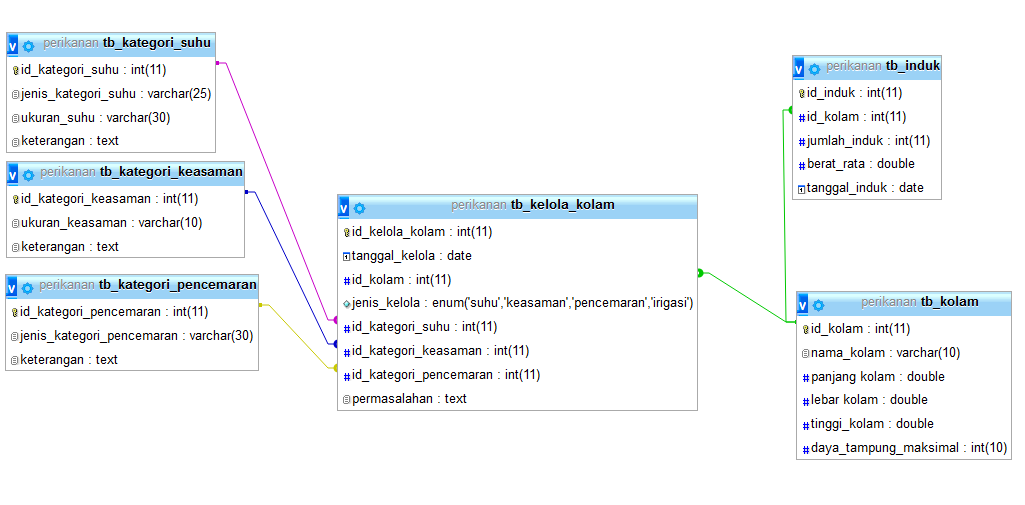 perikanan tb_kategori_suhu
id_kategori_suhu : int(11)
jenis_kategori_suhu : varchar(25)
ukuran_suhu : varchar(30)
keterangan : text
perikanan tb_kategori_keasaman
id_kategori_keasaman : int(11)
ukuran_keasaman : varchar(10)
keterangan : text
perikanan tb_kategori_pencemaran
id_kategori_pencemaran : int(11)
jenis_kategori_pencemaran : varchar(30)
keterangan : text
perikanan tb_kelola_kolam
id_kelola_kolam : int(11)
tanggal_kelola : date
id_kolam : int(11)
jenis_kelola : enum('suhu','keasaman','pencemaran','irigasi')
id_kategori_suhu : int(11)
id_kategori_keasaman : int(11)
id_kategori_pencemaran : int(11)
permasalahan : text
perikanan tb_induk
id_induk : int(11)
id_kolam : int(11)
jumlah_induk : int(11)
berat_rata : double
tanggal_induk : date
perikanan tb_kolam
id_kolam : int(11)
nama_kolam : varchar(10)
panjang kolam : double
lebar kolam : double
tinggi_kolam : double
daya_tampung_maksimal : int(10)